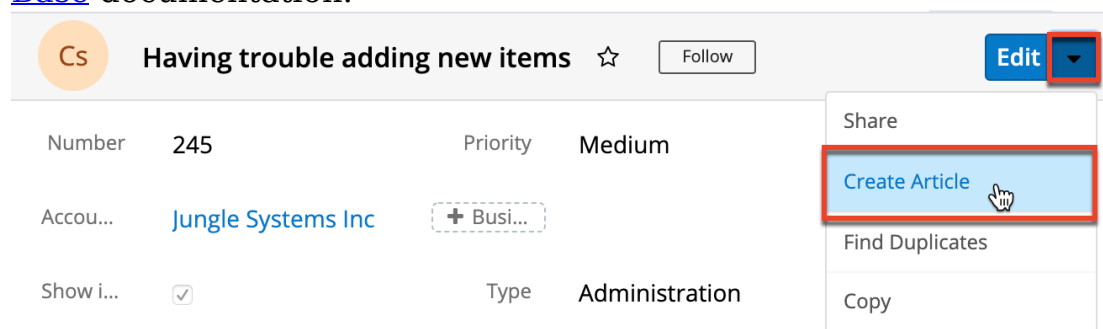 Base documentation.
Cs Having trouble adding new items Follow Edit
Share
Number 245 Priority Medium
Create Article
Accou... Jungle Systems Inc + Busi...
Find Duplicates
Show i... Type Administration
Copy